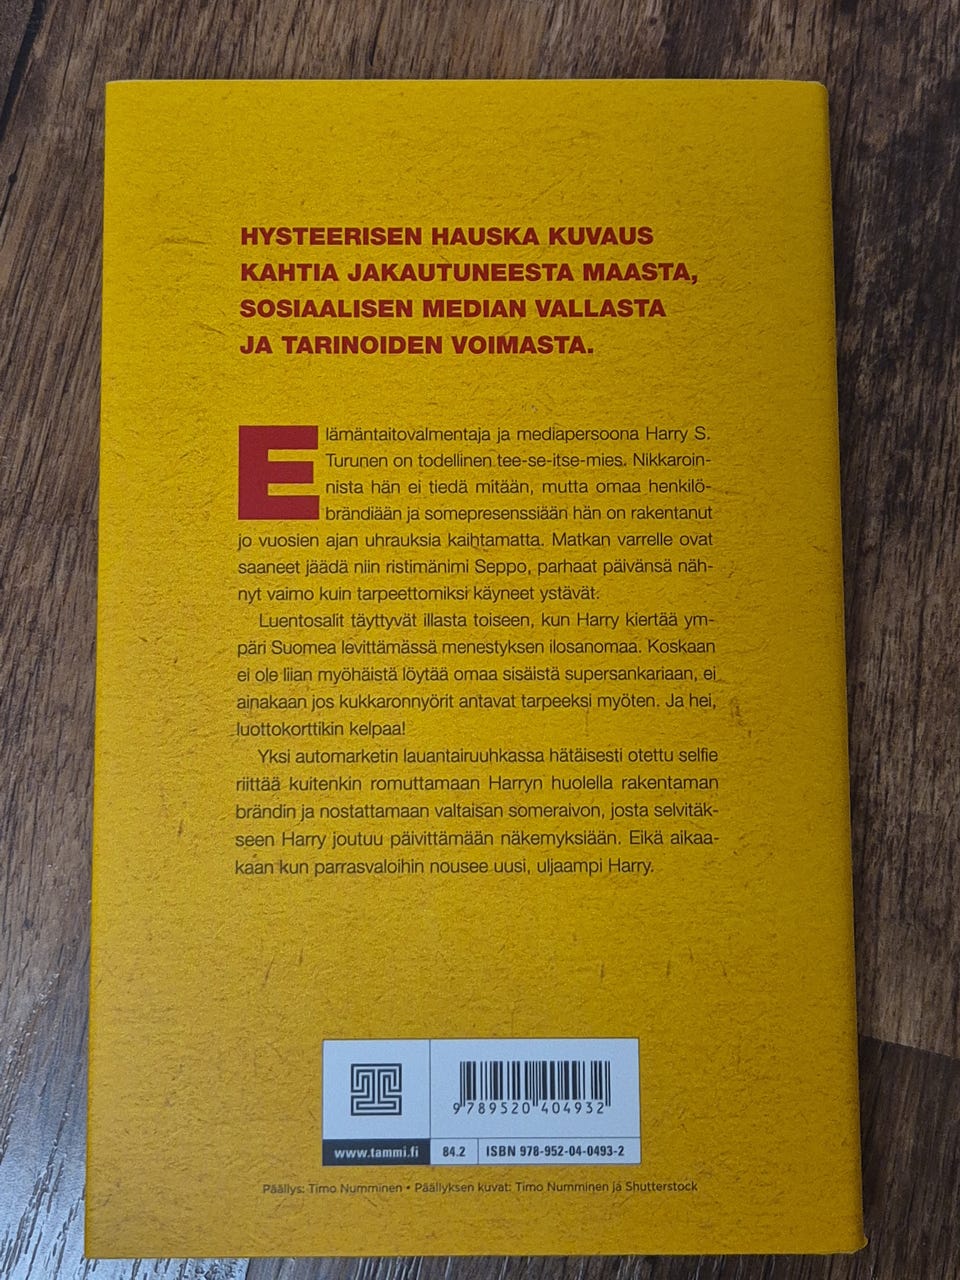 HYSTEERISEN HAUSKA KUVAUS
KAHTIA JAKAUTUNEESTA MAASTA,
SOSIAALISEN MEDIAN VALLASTA
JA TARINOIDEN VOIMASTA.
Elämäntaitovalmentaja ja mediapersoona Harry S.
Turunen on todellinen tee-se-itse-mies. Nikkaroin-
nista hän ei tiedä mitään, mutta omaa henkilö-
brändiään ja somepresenssiään hän on rakentanut
jo vuosien ajan uhrauksia kaihtamatta. Matkan varrelle ovat
saaneet jäädä niin ristimänimi Seppo, parhaat päivänsä näh-
nyt vaimo kuin tarpeettomiksi käyneet ystävät.
Luentosalit täyttyvät illasta toiseen, kun Harry kiertää ym-
päri Suomea levittämässä menestyksen ilosanomaa. Koskaan
ei ole liian myöhäistä löytää omaa sisäistä supersankariaan, ei
ainakaan jos kukkaronnyörit antavat tarpeeksi myöten. Ja hei,
luottokorttikin kelpaa!
Yksi automarketin lauantairuuhkassa hätäisesti otettu selfie
riittää kuitenkin romuttamaan Harryn huolella rakentaman
brändin ja nostattamaan valtaisan someraivon, josta selvitäk-
seen Harry joutuu päivittämään näkemyksiään. Eikä aikaa-
kaan kun parrasvaloihin nousee uusi, uljaampi Harry.
9 789520 404932
www.tammi.fi 84.2 ISBN 978-952-04-0493-2
Päällys: Timo Numminen • Päällyksen kuvat: Timo Numminen ja Shutterstock